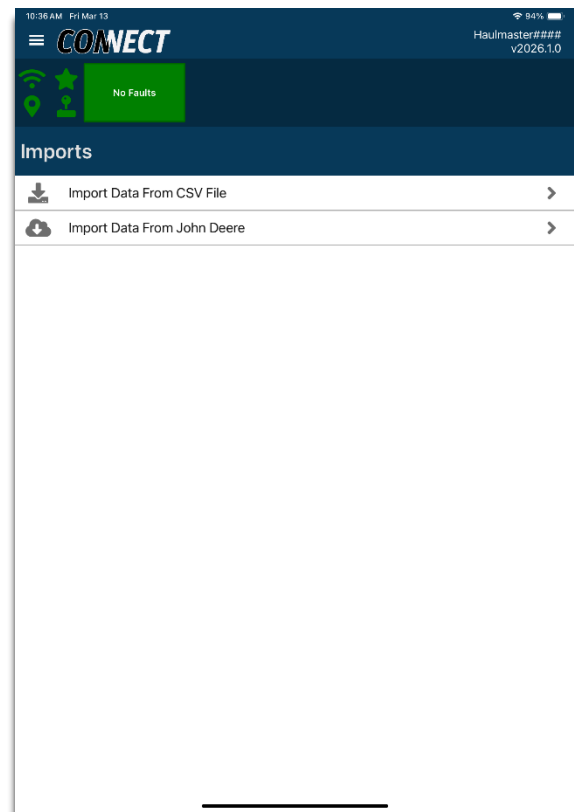 10:36 AM Fri Mar 13
94%
CONNECT
Haulmaster####
v2026.1.0
No Faults
Imports
Import Data From CSV File
Import Data From John Deere